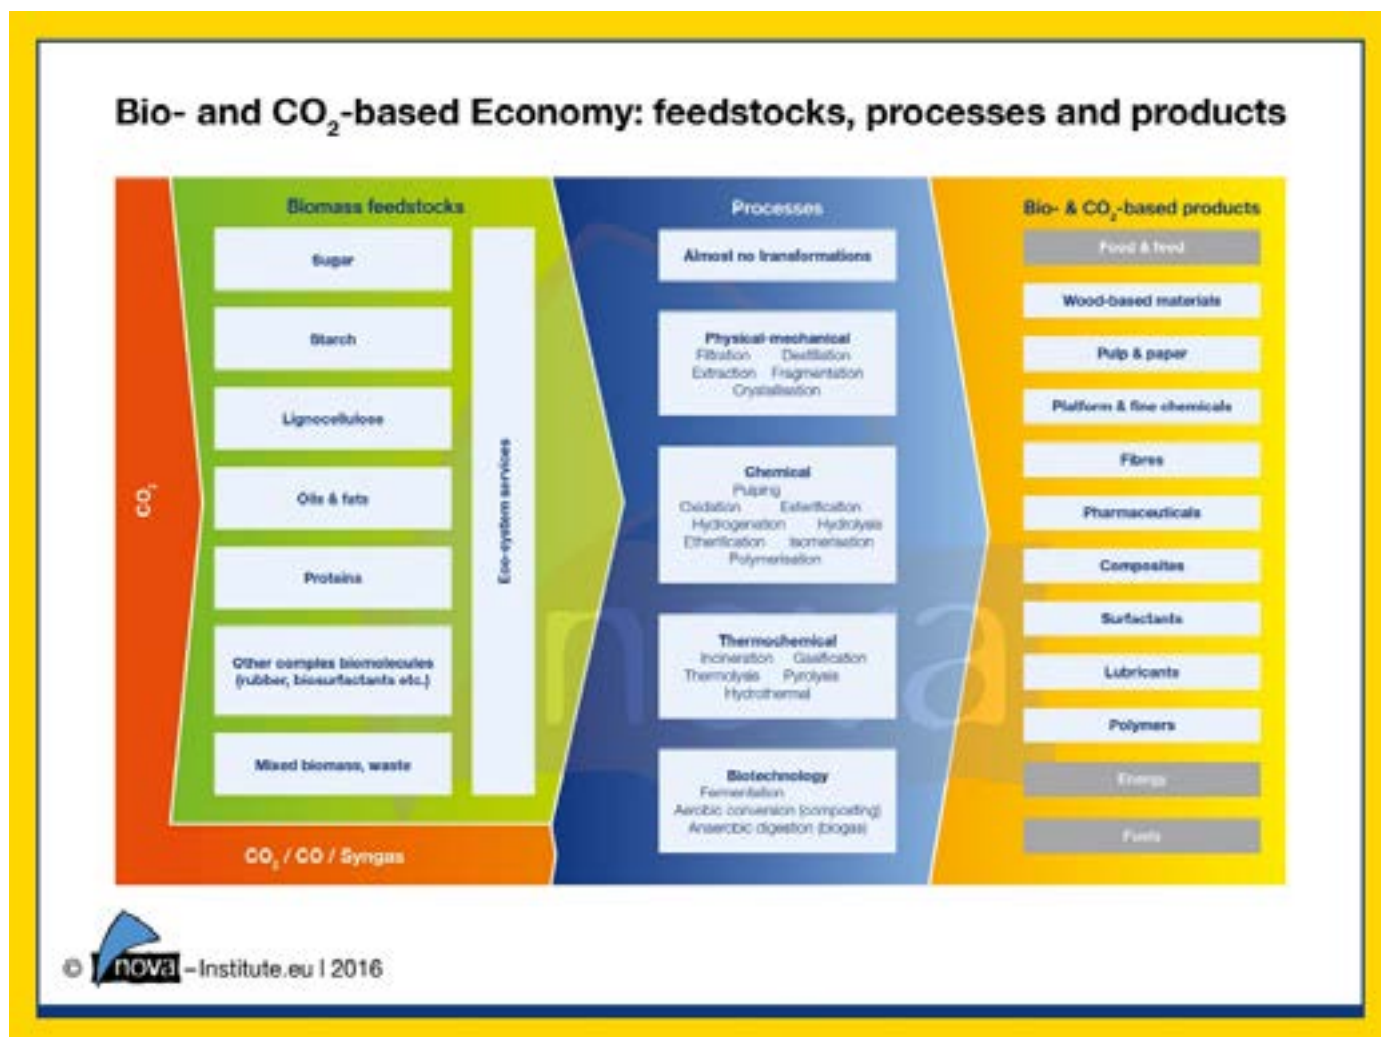 Bio- and CO₂-based Economy: feedstocks, processes and products
CO₂
Biomass feedstocks
Sugar
Starch
Lignocellulose
Oils & fats
Proteins
Other complex biomolecules
(rubber, biosurfactants etc.)
Mixed biomass, waste
Eco-system services
CO₂ / CO / Syngas
Processes
Almost no transformations
Physical-mechanical
Filtration Destillation
Extraction Fragmentation
Crystallisation
Chemical
Pulping
Oxidation Esterification
Hydrogenation Hydrolysis
Etherification Isomerisation
Polymerisation
Thermochemical
Incineration Gasification
Thermolysis Pyrolysis
Hydrothermal
Biotechnology
Fermentation
Aerobic conversion (composting)
Anaerobic digestion (biogas)
Bio- & CO₂-based products
Food & feed
Wood-based materials
Pulp & paper
Platform & fine chemicals
Fibres
Pharmaceuticals
Composites
Surfactants
Lubricants
Polymers
Energy
Fuels
nova
© nova-Institute.eu | 2016